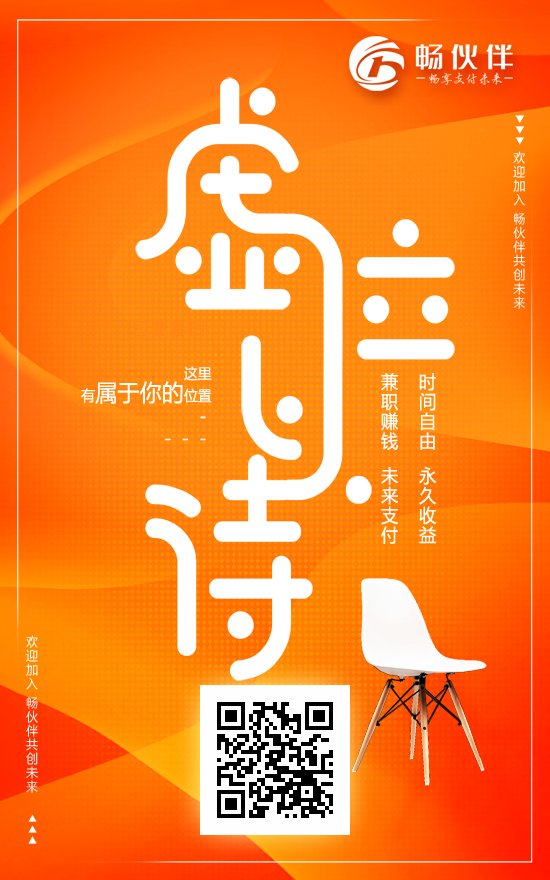 畅伙伴
畅享支付未来
欢迎加入 畅伙伴共创未来
虚位以待
这里
有属于你的位置
时间自由 永久收益
兼职赚钱 未来支付
欢迎加入 畅伙伴共创未来